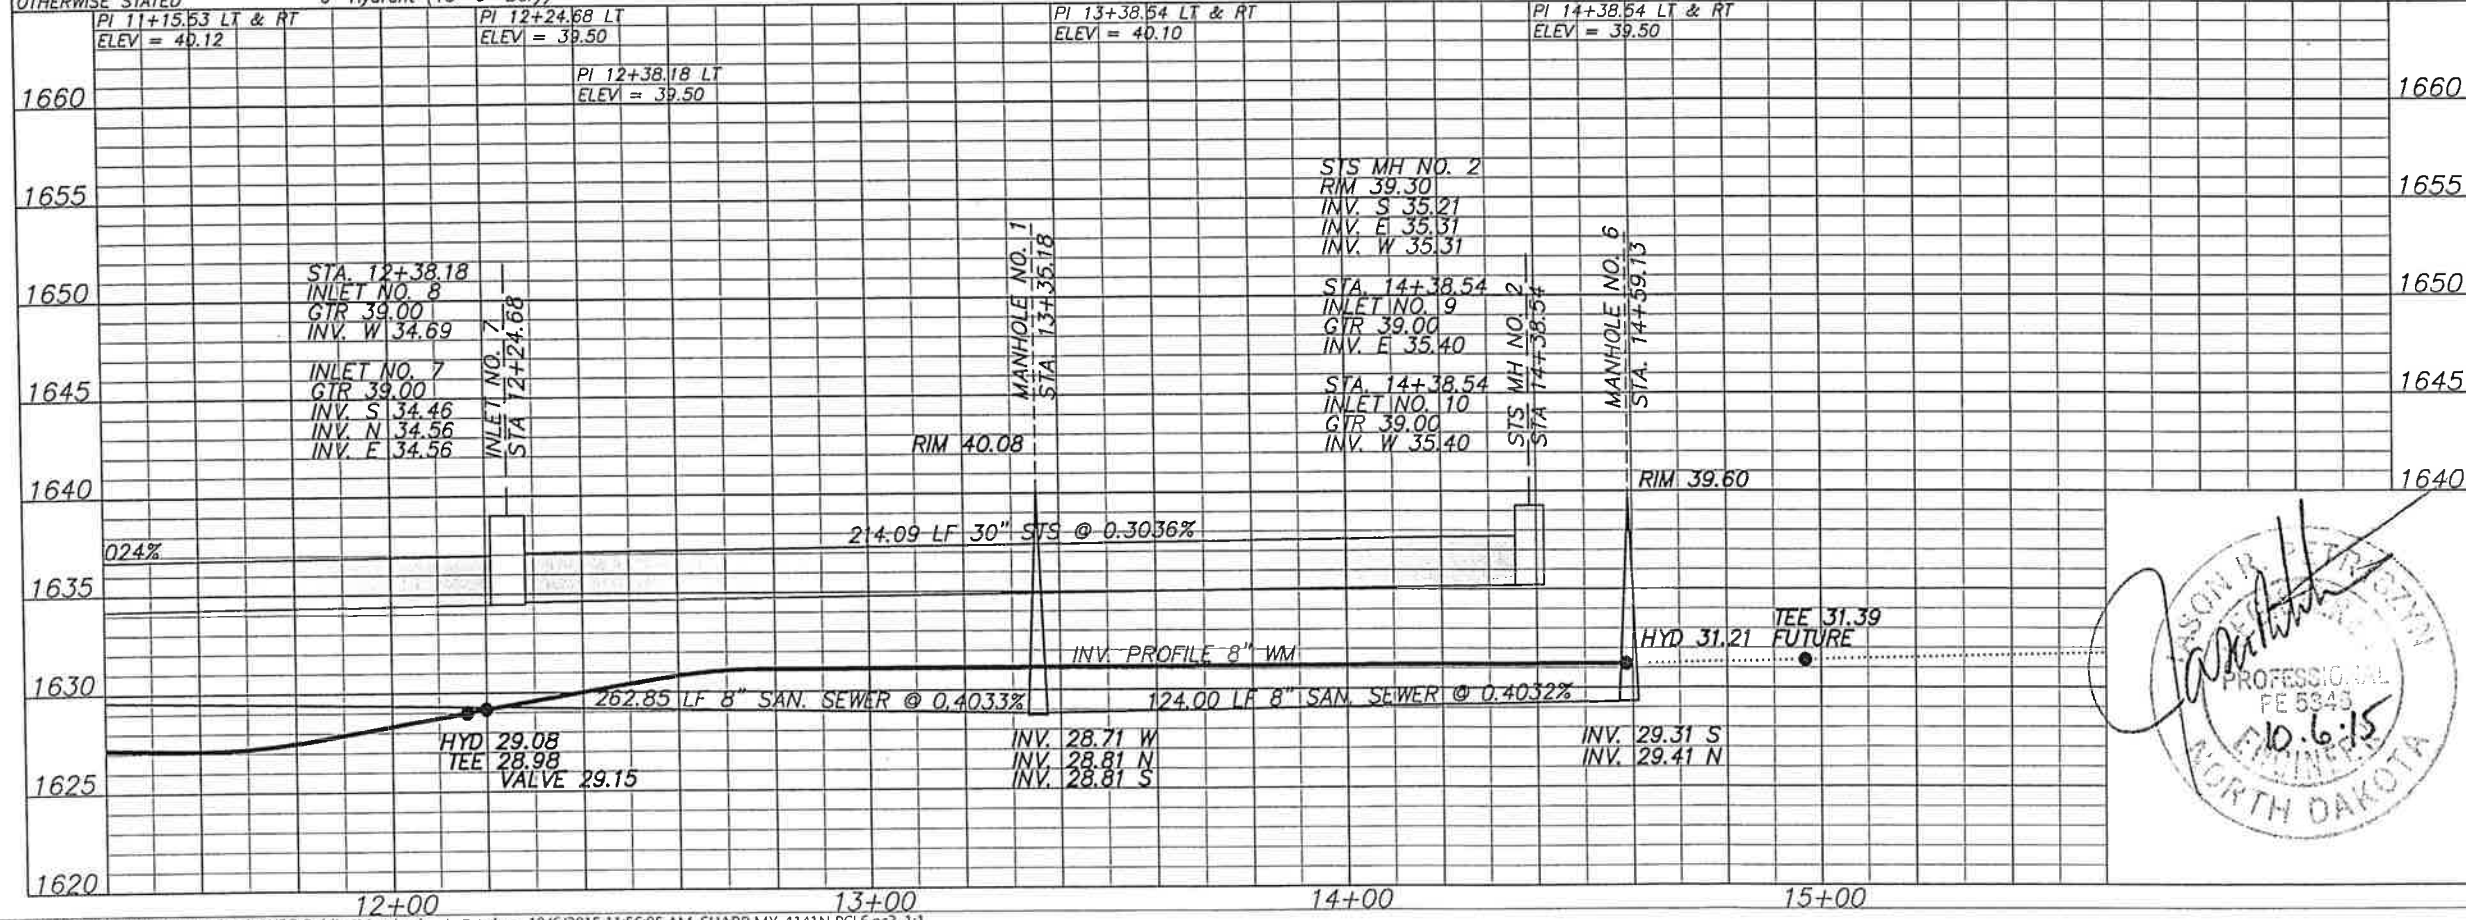 OTHERWISE STATED
PI 11+15.53 LT & RT
ELEV = 40.12
PI 12+24.68 LT
ELEV = 39.50
PI 12+38.18 LT
ELEV = 39.50
PI 13+38.54 LT & RT
ELEV = 40.10
PI 14+38.54 LT & RT
ELEV = 39.50
1660
1660
1655
1655
1650
1650
1645
1645
1640
1640
1635
1630
1625
1620
STA. 12+38.18
INLET NO. 8
GTR 39.00
INV. W 34.69
INLET NO. 7
GTR 39.00
INV. S 34.46
INV. N 34.56
INV. E 34.56
INLET NO. 7
STA 12+24.68
MANHOLE NO. 1
STA 13+35.18
RIM 40.08
STS MH NO. 2
RIM 39.30
INV. S 35.21
INV. E 35.31
INV. W 35.31
STA. 14+38.54
INLET NO. 9
GTR 39.00
INV. E 35.40
STA. 14+38.54
INLET NO. 10
GTR 39.00
INV. W 35.40
STS MH NO. 2
STA 14+38.54
MANHOLE NO. 6
STA. 14+59.13
RIM 39.60
024%
214.09 LF 30" STS @ 0.3036%
TEE 31.39
HYD 31.21 FUTURE
INV. PROFILE 8" WM
262.85 LF 8" SAN. SEWER @ 0.4033%
124.00 LF 8" SAN. SEWER @ 0.4032%
HYD 29.08
TEE 28.98
VALVE 29.15
INV. 28.71 W
INV. 28.81 N
INV. 28.81 S
INV. 29.31 S
INV. 29.41 N
12+00
13+00
14+00
15+00
JASON R.
PROFESSIONAL
PE 5346
10.6.15
ENGINEER
NORTH DAKOTA